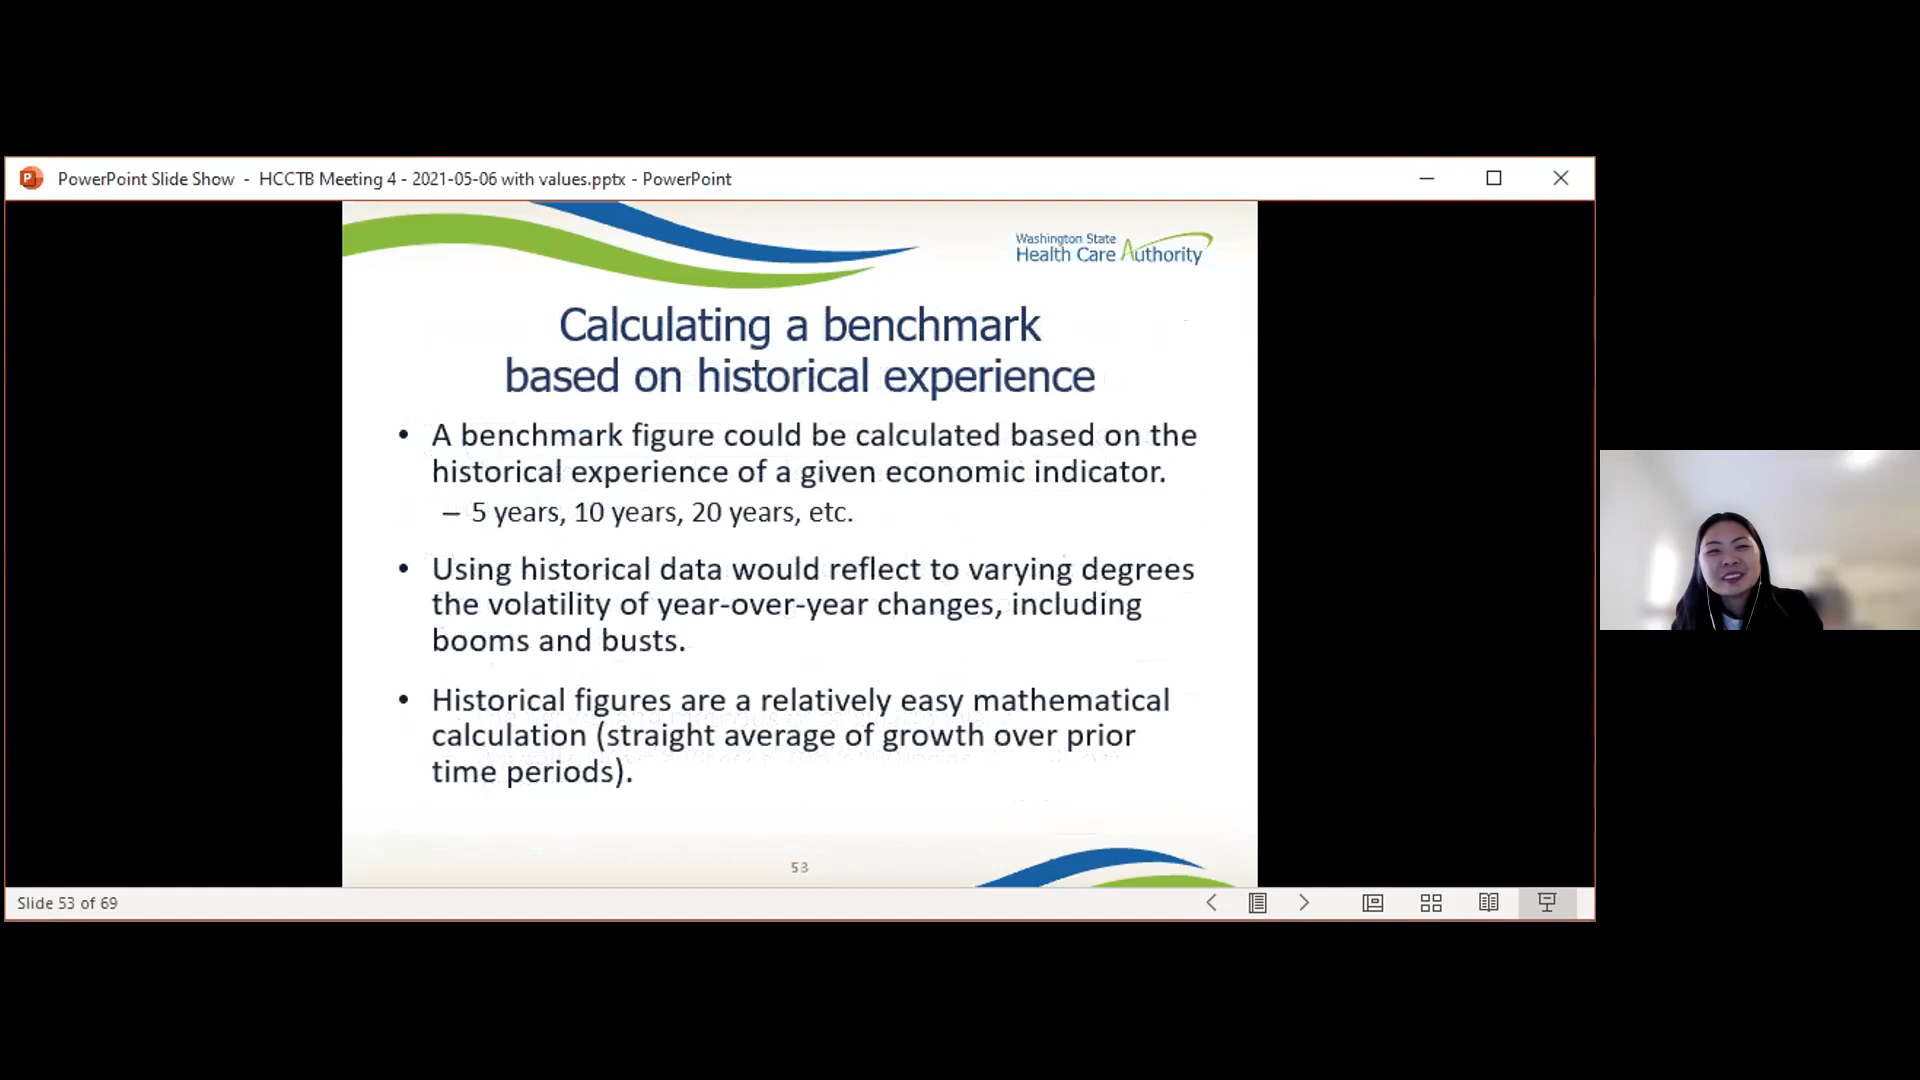 PowerPoint Slide Show - HCCTB Meeting 4 - 2021-05-06 with values.pptx - PowerPoint
Washington State
Health Care Authority
Calculating a benchmark
based on historical experience
• A benchmark figure could be calculated based on the
historical experience of a given economic indicator.
– 5 years, 10 years, 20 years, etc.
• Using historical data would reflect to varying degrees
the volatility of year-over-year changes, including
booms and busts.
• Historical figures are a relatively easy mathematical
calculation (straight average of growth over prior
time periods).
53
Slide 53 of 69